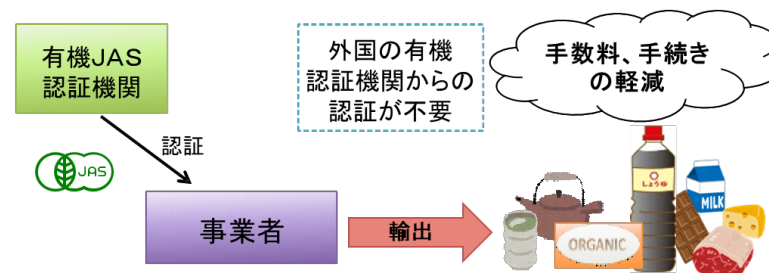 有機JAS
認証機関
外国の有機
認証機関からの
認証が不要
手数料、手続き
の軽減
認証
JAS
事業者
輸出
しょうゆ
MILK
ORGANIC